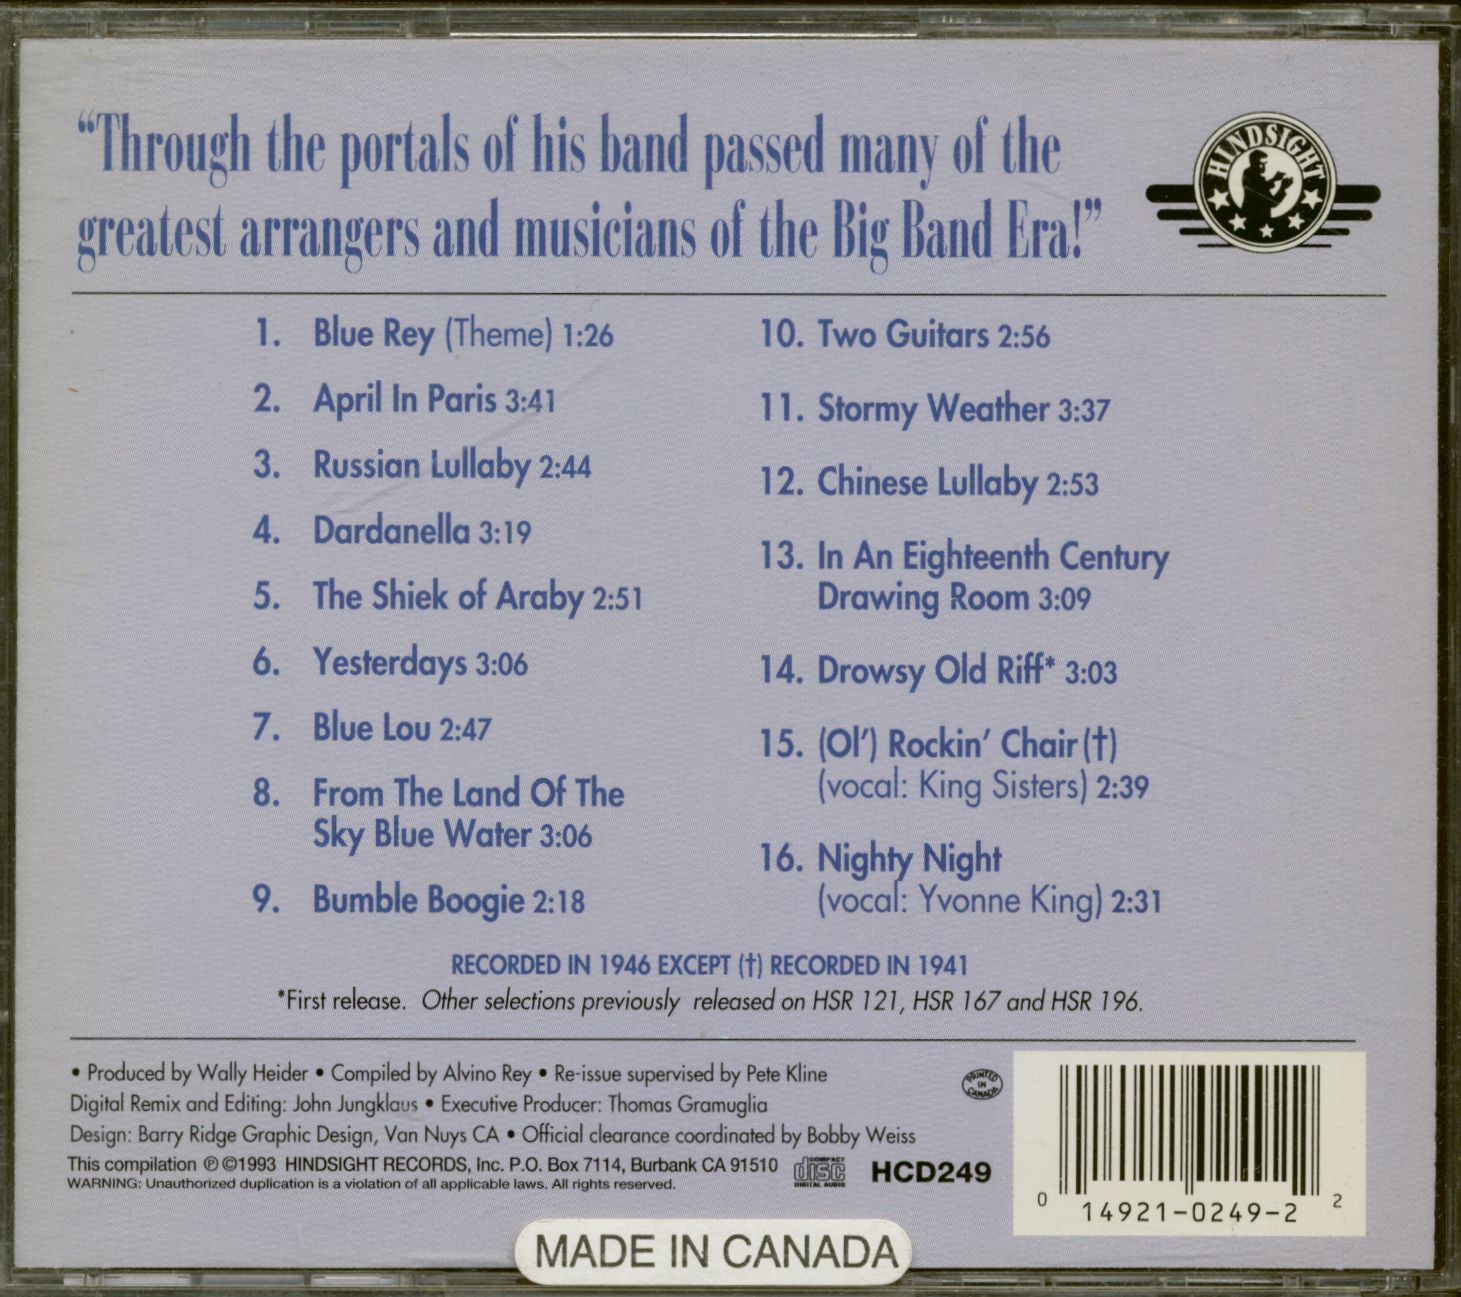 “Through the portals of his band passed many of the
greatest arrangers and musicians of the Big Band Era!”
HINDSIGHT
1. Blue Rey (Theme) 1:26
2. April In Paris 3:41
3. Russian Lullaby 2:44
4. Dardanella 3:19
5. The Shiek of Araby 2:51
6. Yesterdays 3:06
7. Blue Lou 2:47
8. From The Land Of The
Sky Blue Water 3:06
9. Bumble Boogie 2:18
10. Two Guitars 2:56
11. Stormy Weather 3:37
12. Chinese Lullaby 2:53
13. In An Eighteenth Century
Drawing Room 3:09
14. Drowsy Old Riff* 3:03
15. (Ol’) Rockin’ Chair (†)
(vocal: King Sisters) 2:39
16. Nighty Night
(vocal: Yvonne King) 2:31
RECORDED IN 1946 EXCEPT (†) RECORDED IN 1941
*First release. Other selections previously released on HSR 121, HSR 167 and HSR 196.
• Produced by Wally Heider • Compiled by Alvino Rey • Re-issue supervised by Pete Kline
Digital Remix and Editing: John Jungklaus • Executive Producer: Thomas Gramuglia
Design: Barry Ridge Graphic Design, Van Nuys CA • Official clearance coordinated by Bobby Weiss
This compilation ℗ ©1993 HINDSIGHT RECORDS, Inc. P.O. Box 7114, Burbank CA 91510
WARNING: Unauthorized duplication is a violation of all applicable laws. All rights reserved.
COMPACT
disc
DIGITAL AUDIO
HCD249
PRINTED
IN
CANADA
0 14921-0249-2 2
MADE IN CANADA